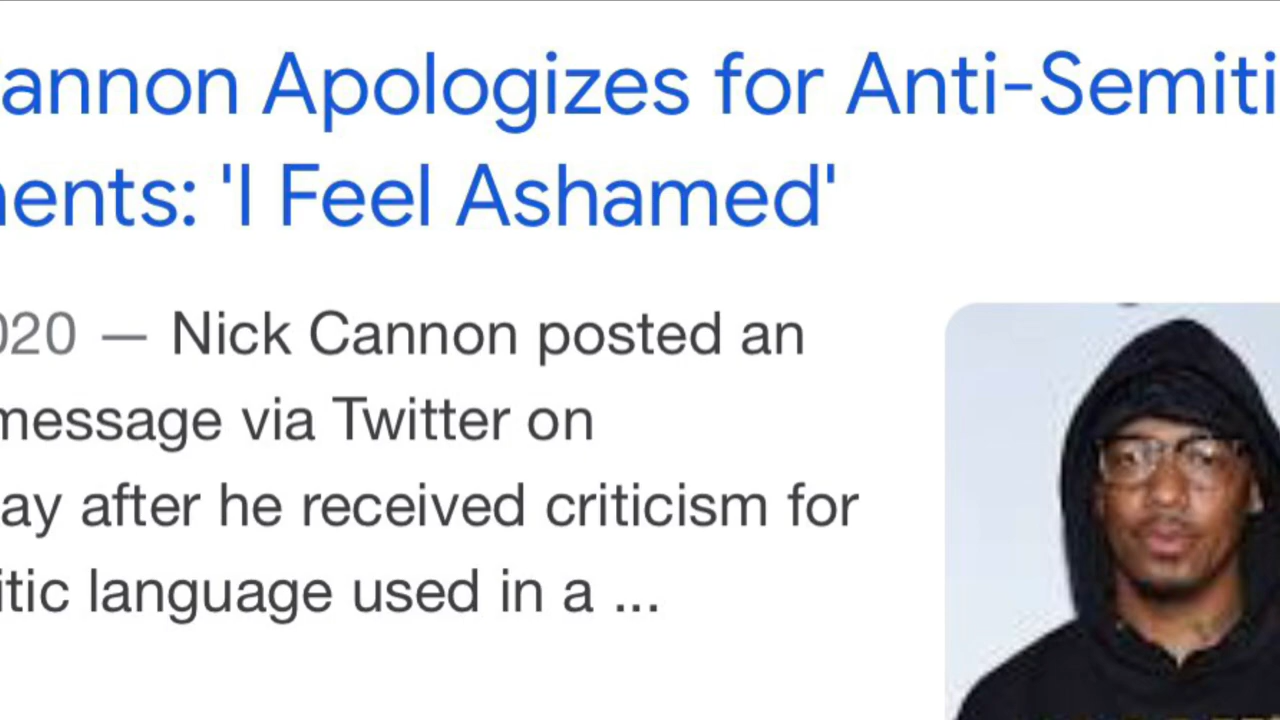 annon Apologizes for Anti-Semiti
ents: 'I Feel Ashamed'
020 — Nick Cannon posted an
message via Twitter on
ay after he received criticism for
itic language used in a ...